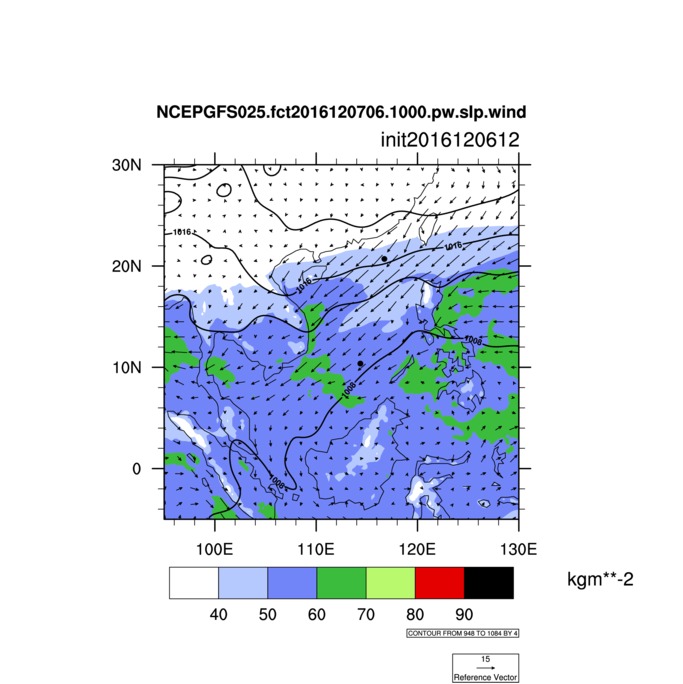 NCEPGFS025.fct2016120706.1000.pw.slp.wind
init2016120612
30N
1016
1016
20N
1016
1008
10N
1008
0
1008
100E 110E 120E 130E
kgm**-2
40 50 60 70 80 90
CONTOUR FROM 948 TO 1084 BY 4
15
Reference Vector